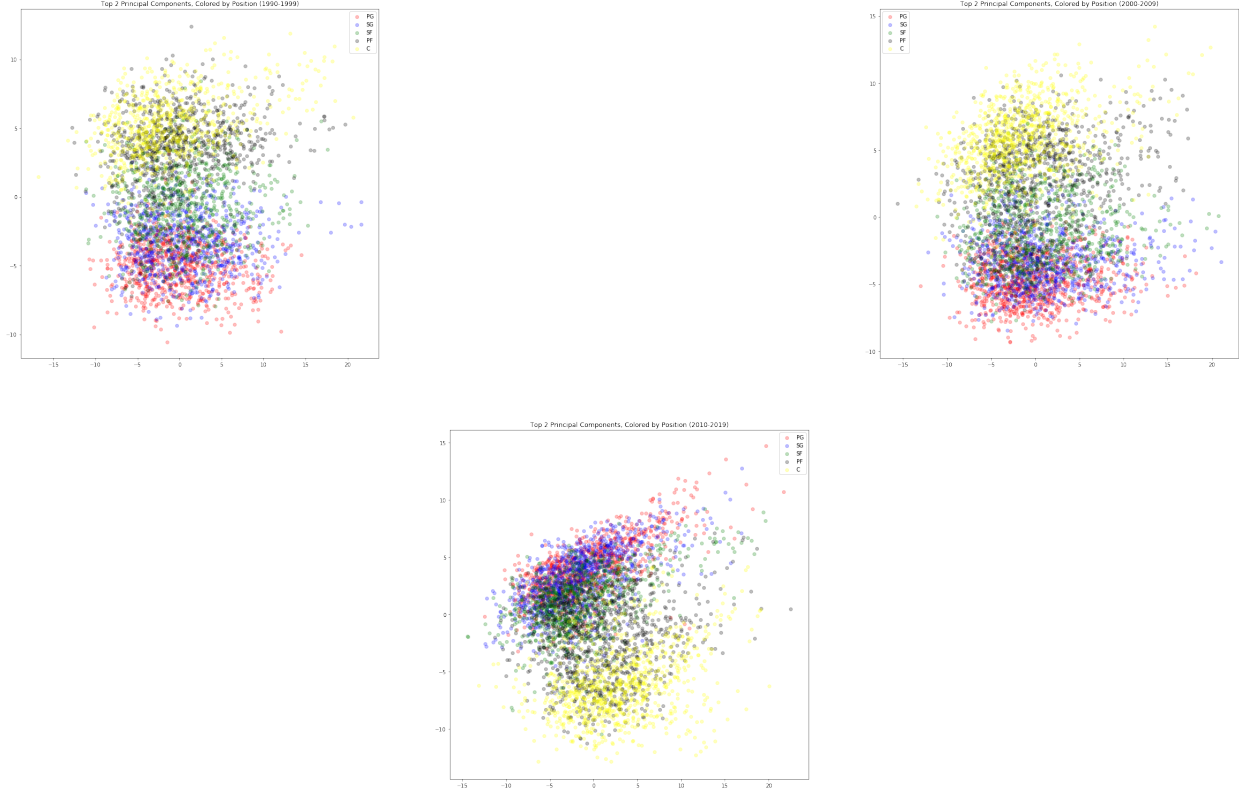 Top 2 Principal Components, Colored by Position (1990-1999)
PG
SG
SF
PF
C
10
5
0
−5
−10
−15
−10
−5
0
5
10
15
20
Top 2 Principal Components, Colored by Position (2000-2009)
PG
SG
SF
PF
C
15
10
5
0
−5
−10
−15
−10
−5
0
5
10
15
20
Top 2 Principal Components, Colored by Position (2010-2019)
PG
SG
SF
PF
C
15
10
5
0
−5
−10
−15
−10
−5
0
5
10
15
20